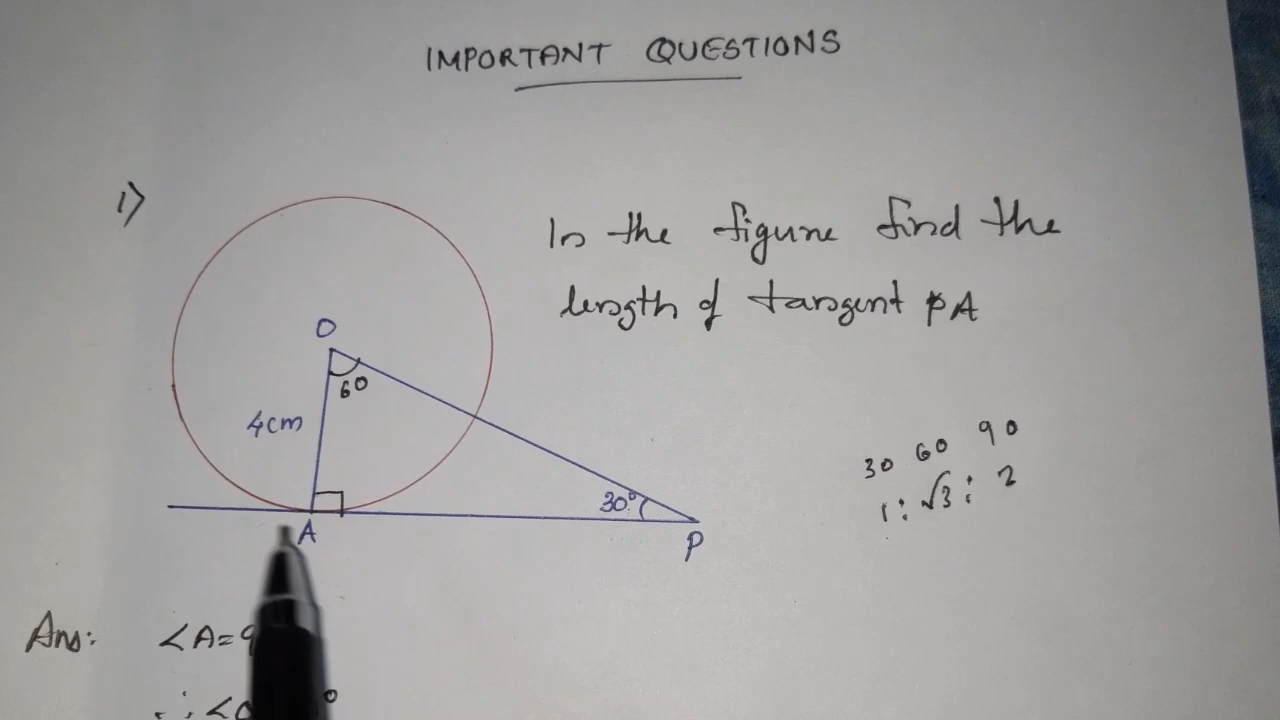 IMPORTANT QUESTIONS
1)
In the figure find the
length of tangent PA
O
60
4cm
30°
A
P
30 60 90
1 : √3 : 2
Ans: <A=9
∴ <O